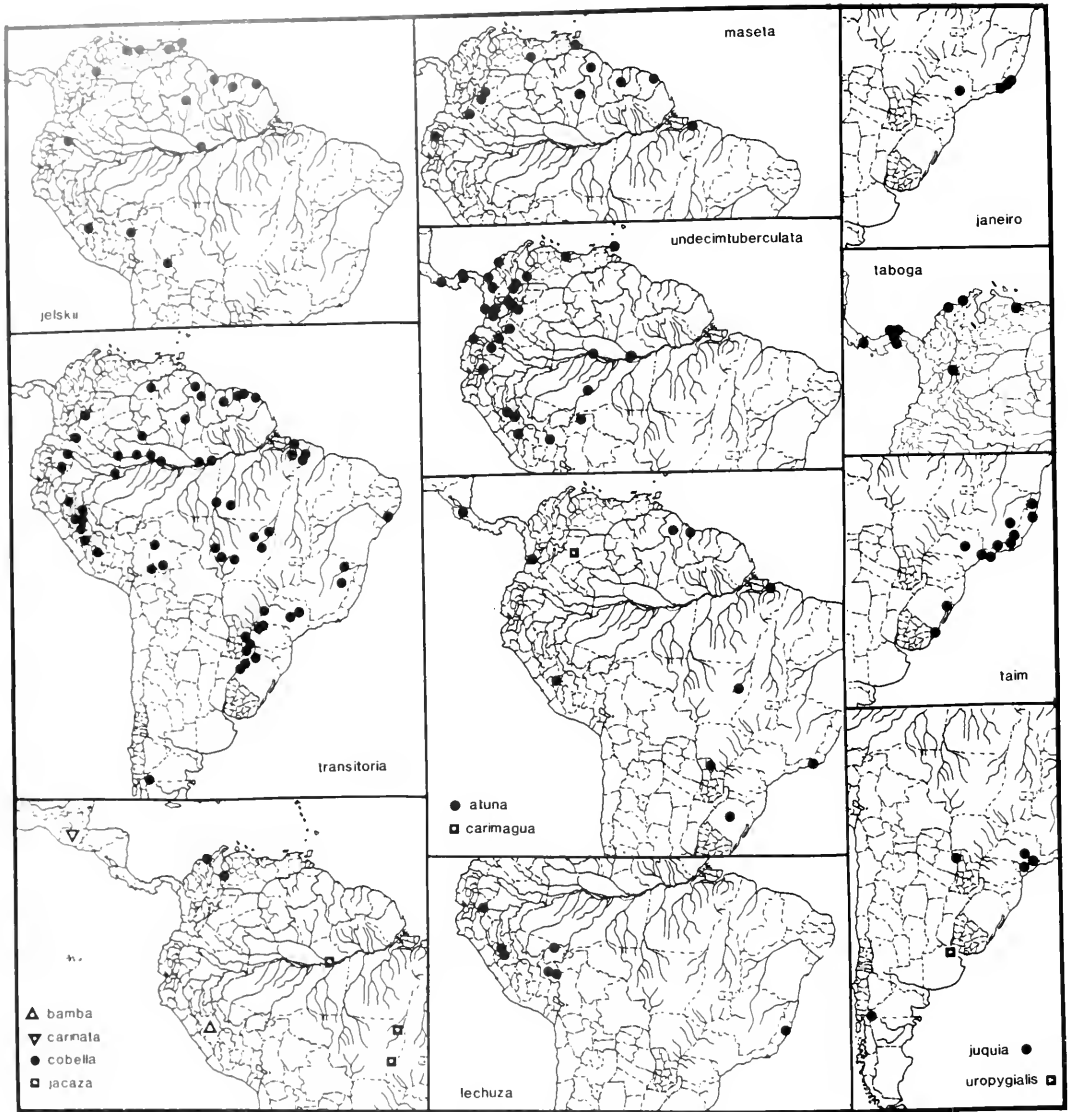 jelskii
maseta
janeiro
undecimtuberculata
taboga
transitoria
atuna
carimagua
taim
bamba
carinata
cobella
jacaza
lechuza
juquia
uropygialis